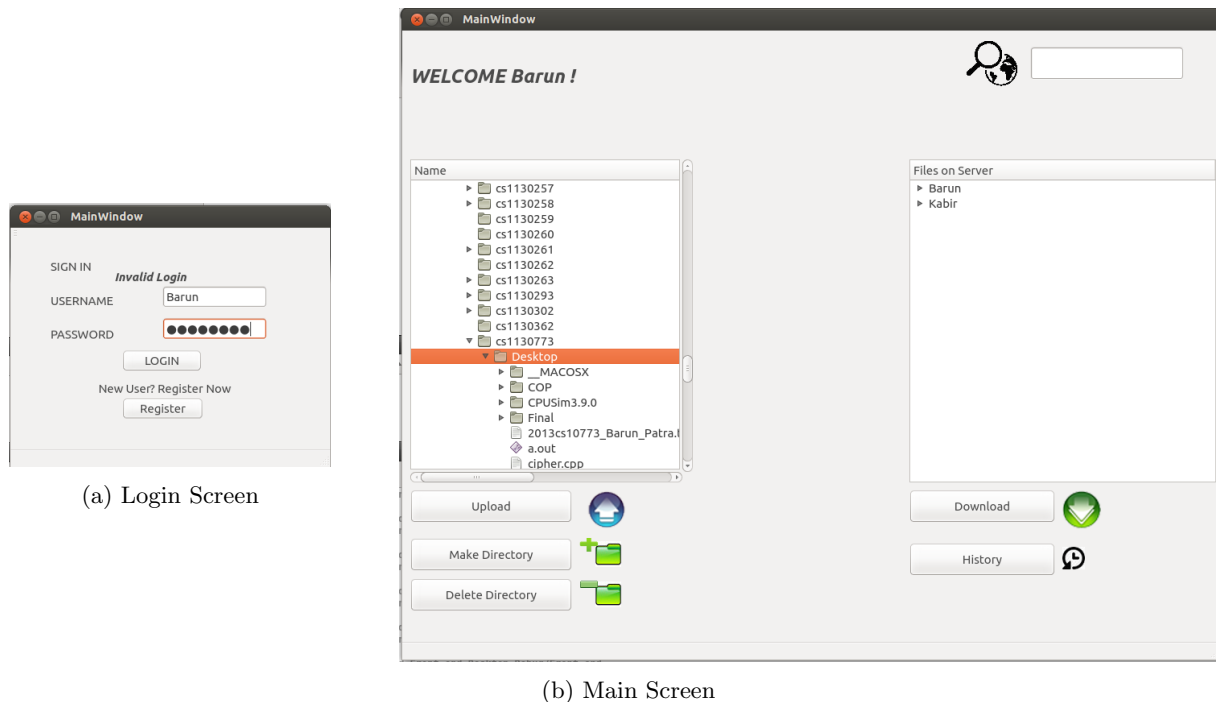 MainWindow
SIGN IN
Invalid Login
USERNAME
Barun
PASSWORD
LOGIN
New User? Register Now
Register
(a) Login Screen
MainWindow
WELCOME Barun !
Name
cs1130257
cs1130258
cs1130259
cs1130260
cs1130261
cs1130262
cs1130263
cs1130293
cs1130302
cs1130362
cs1130773
Desktop
__MACOSX
COP
CPUSim3.9.0
Final
2013cs10773_Barun_Patra.
a.out
cipher.cpp
Upload
Make Directory
Delete Directory
Files on Server
Barun
Kabir
Download
History
(b) Main Screen